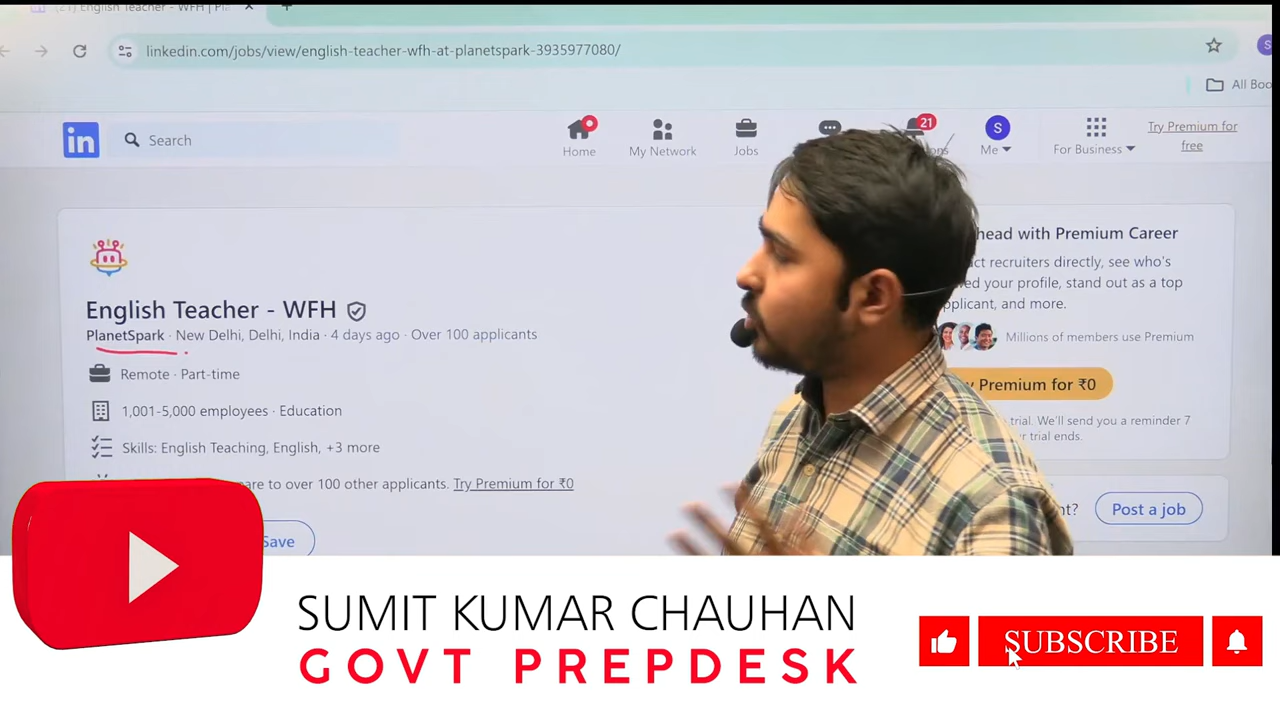 English Teacher - WFH | Pl
linkedin.com/jobs/view/english-teacher-wfh-at-planetspark-3935977080/
S
All Boo
in
Search
21
S
Home
My Network
Jobs
Me
For Business
Try Premium for
free
head with Premium Career
recruiters directly, see who's
your profile, stand out as a top
and more.
Millions of members use Premium
Premium for ₹0
trial. We'll send you a reminder 7
trial ends.
Post a job
English Teacher - WFH
PlanetSpark · New Delhi, Delhi, India · 4 days ago · Over 100 applicants
Remote · Part-time
1,001-5,000 employees · Education
Skills: English Teaching, English, +3 more
to over 100 other applicants. Try Premium for ₹0
Save
SUMIT KUMAR CHAUHAN
GOVT PREPDESK
SUBSCRIBE